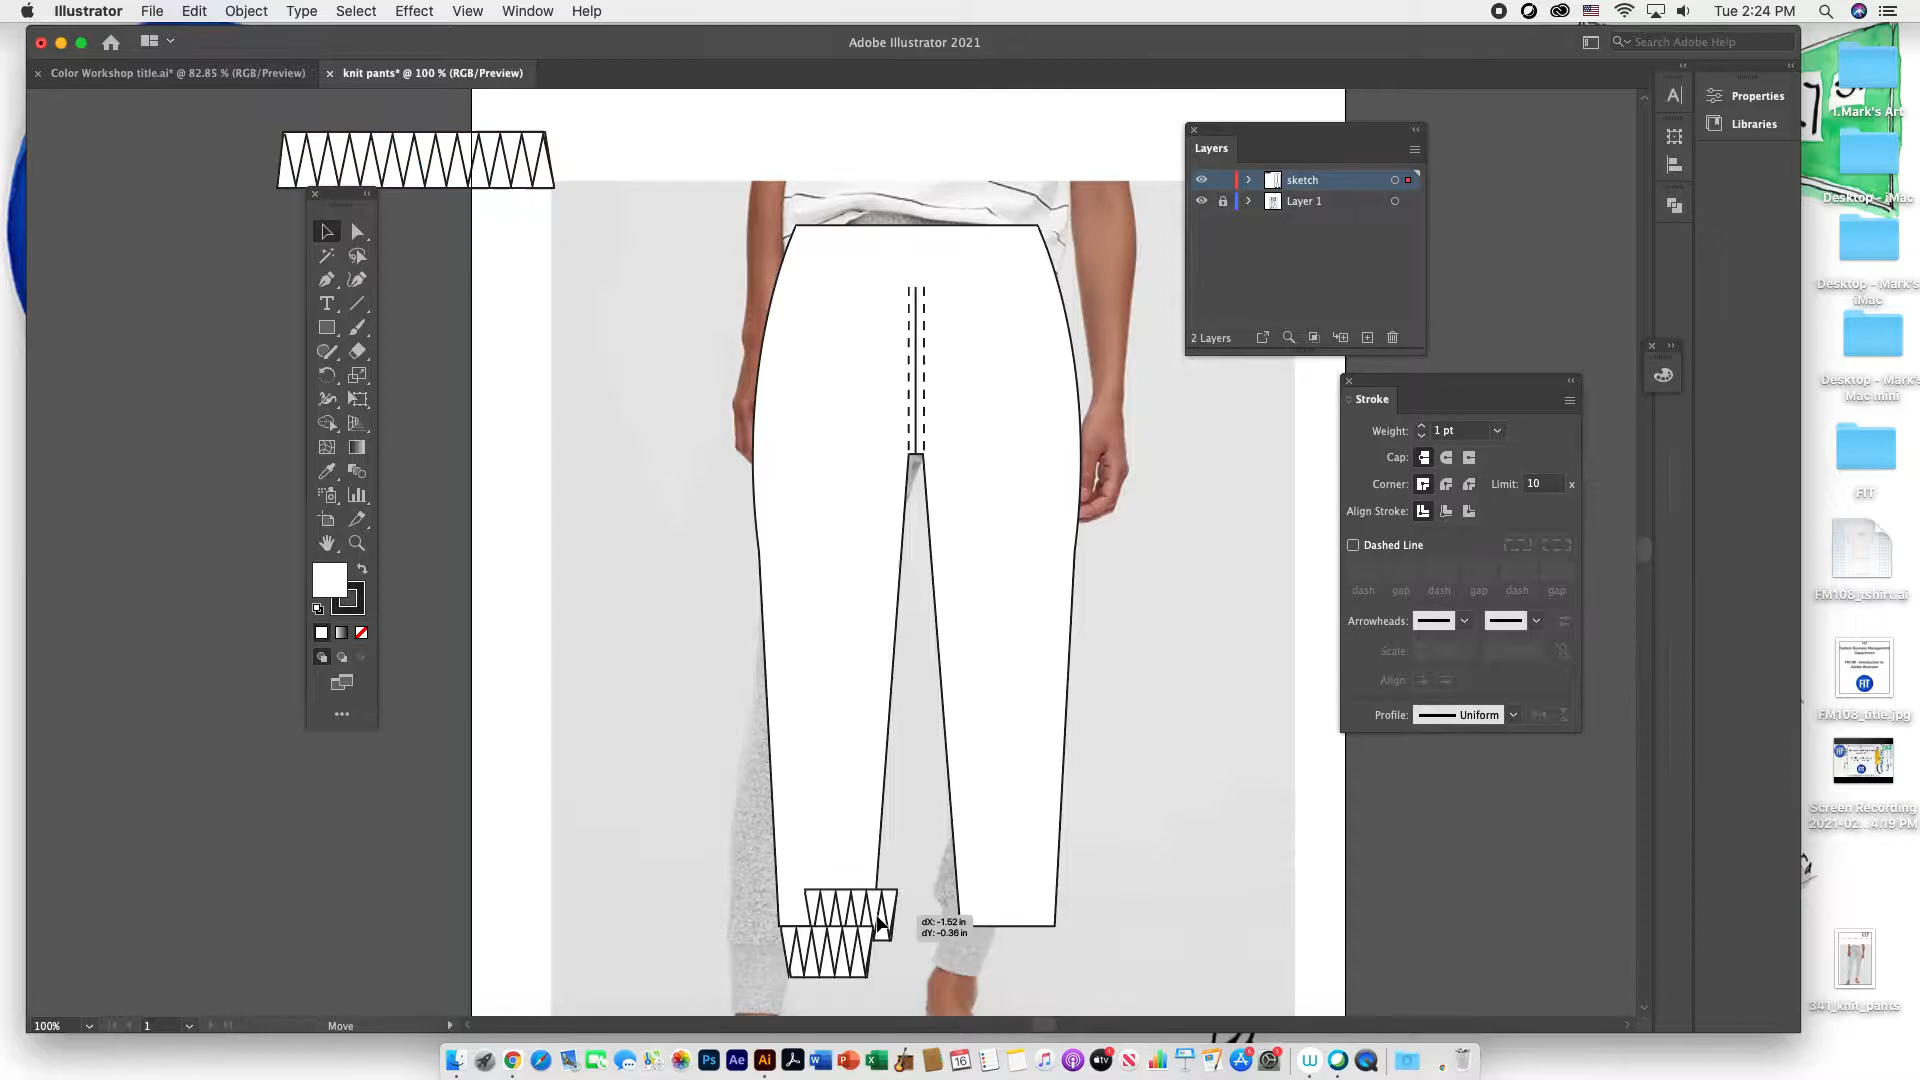 Illustrator File Edit Object Type Select Effect View Window Help
Tue 2:24 PM
Adobe Illustrator 2021
Search Adobe Help
Color Workshop title.ai* @ 82.85 % (RGB/Preview)
knit pants* @ 100 % (RGB/Preview)
Properties
Libraries
Layers
sketch
Layer 1
2 Layers
Stroke
Weight: 1 pt
Cap:
Corner: Limit: 10 x
Align Stroke:
Dashed Line
dash gap dash gap dash gap
Arrowheads:
Scale:
Align:
Profile: Uniform
dX: -1.52 in
dY: -0.36 in
100% 1 Move
1.Mark's Art
Desktop - iMac
Desktop - Mark's
iMac
Desktop - Mark's
Mac mini
FIT
FM108_tshirt.ai
FIT
FM108_title.jpg
Screen Recording
2021-02...4.19 PM
341_knit_pants
Ps Ae Ai